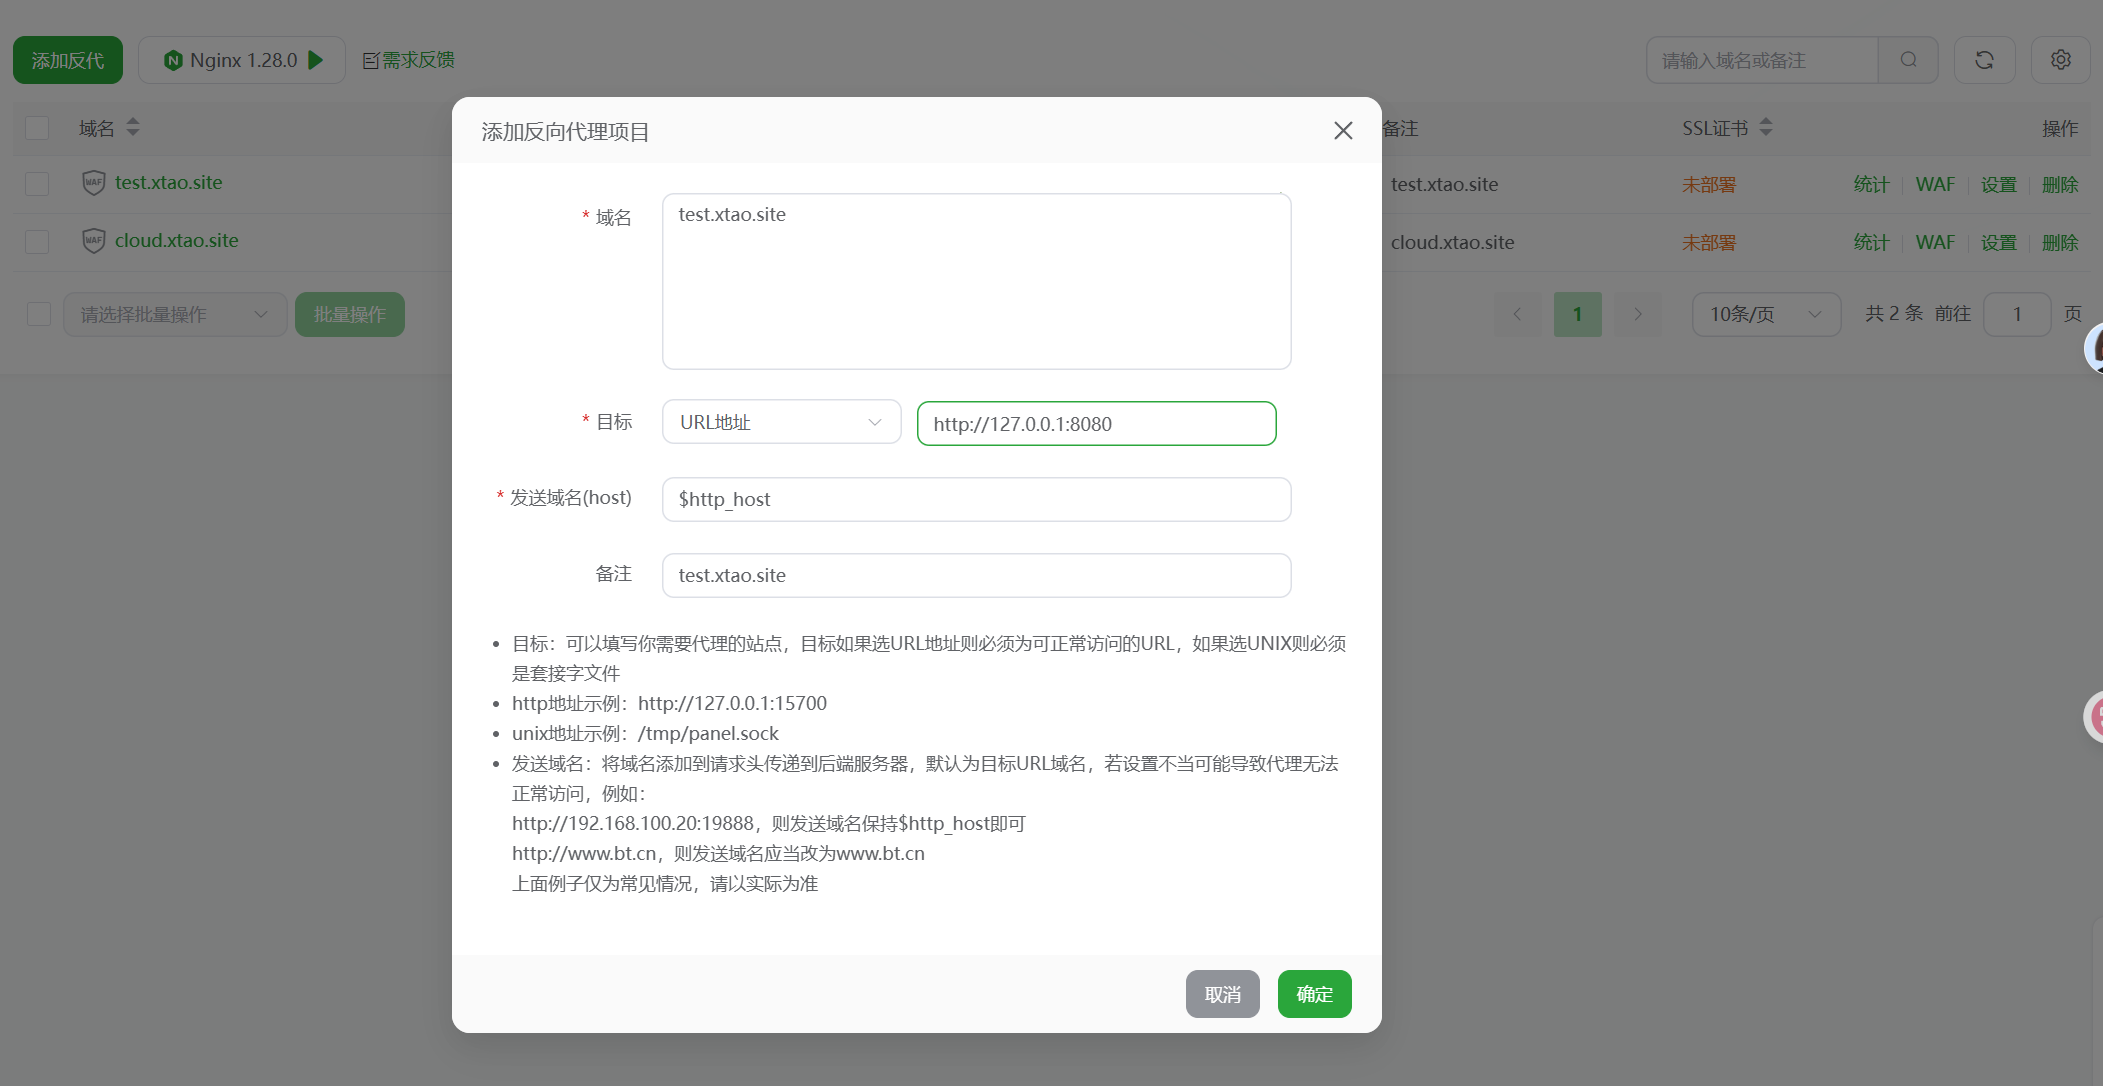 添加反代
Nginx 1.28.0
需求反馈
请输入域名或备注
域名
备注
SSL证书
操作
test.xtao.site
test.xtao.site
未部署
统计
WAF
设置
删除
cloud.xtao.site
cloud.xtao.site
未部署
统计
WAF
设置
删除
请选择批量操作
批量操作
1
10条/页
共 2 条
前往
1
页
添加反向代理项目
* 域名
test.xtao.site
* 目标
URL地址
http://127.0.0.1:8080
* 发送域名(host)
$http_host
备注
test.xtao.site
目标：可以填写你需要代理的站点，目标如果选URL地址则必须为可正常访问的URL，如果选UNIX则必须
是套接字文件
http地址示例：http://127.0.0.1:15700
unix地址示例：/tmp/panel.sock
发送域名：将域名添加到请求头传递到后端服务器，默认为目标URL域名，若设置不当可能导致代理无法
正常访问，例如：
http://192.168.100.20:19888，则发送域名保持$http_host即可
http://www.bt.cn，则发送域名应当改为www.bt.cn
上面例子仅为常见情况，请以实际为准
取消
确定